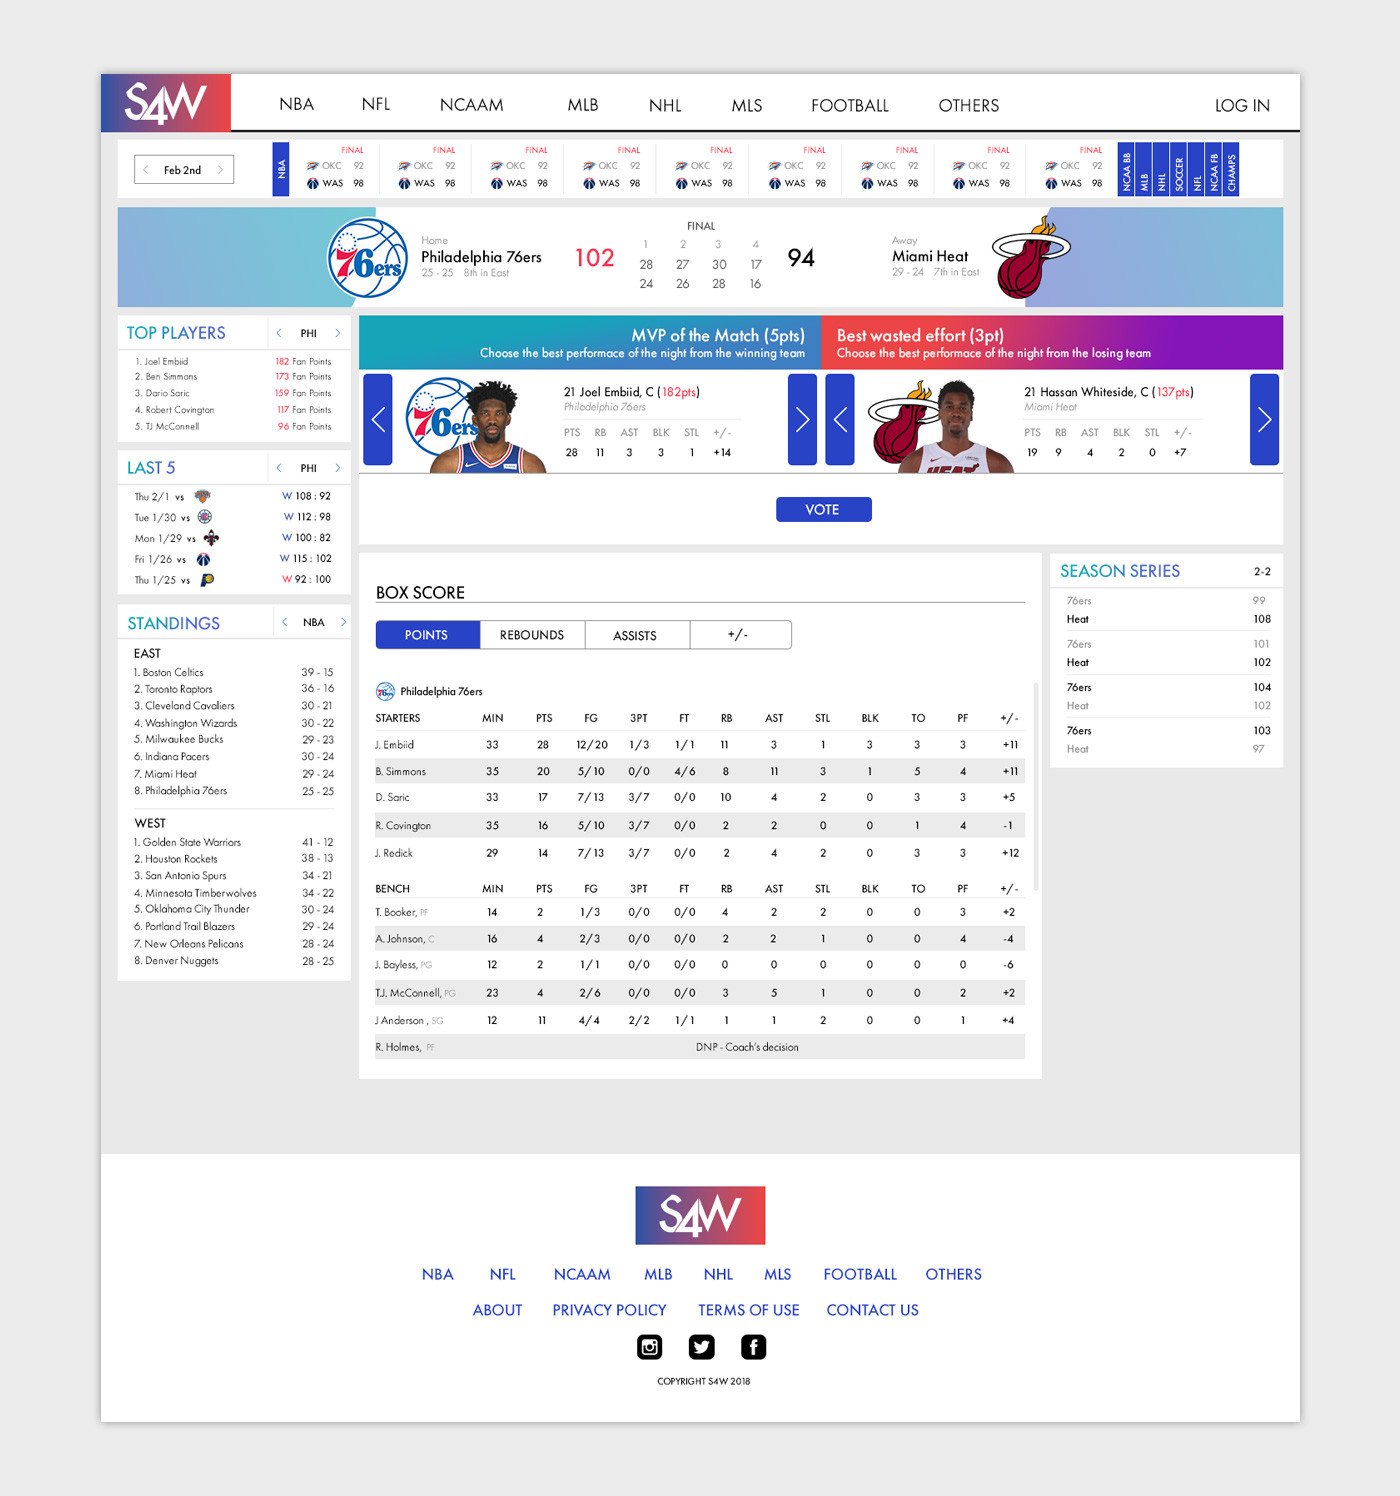 S4W
NBA NFL NCAAM MLB NHL MLS FOOTBALL OTHERS LOG IN
Feb 2nd
NBA
FINAL FINAL FINAL FINAL FINAL FINAL FINAL FINAL FINAL
OKC 92 OKC 92 OKC 92 OKC 92 OKC 92 OKC 92 OKC 92 OKC 92 OKC 92
WAS 98 WAS 98 WAS 98 WAS 98 WAS 98 WAS 98 WAS 98 WAS 98 WAS 98
NCAA BB
MLB
NHL
SOCCER
NFL
NCAA FB
CHAMPS
76ers
Home
Philadelphia 76ers
25 - 25 8th in East
102
FINAL
1 2 3 4
28 27 30 17
24 26 28 16
94
Away
Miami Heat
29 - 24 7th in East
TOP PLAYERS PHI
1. Joel Embiid 182 Fan Points
2. Ben Simmons 173 Fan Points
3. Dario Saric 159 Fan Points
4. Robert Covington 117 Fan Points
5. TJ McConnell 96 Fan Points
LAST 5 PHI
Thu 2/1 vs W 108 : 92
Tue 1/30 vs W 112 : 98
Mon 1/29 vs W 100 : 82
Fri 1/26 vs W 115 : 102
Thu 1/25 vs W 92 : 100
STANDINGS NBA
EAST
1. Boston Celtics 39 - 15
2. Toronto Raptors 36 - 16
3. Cleveland Cavaliers 30 - 21
4. Washington Wizards 30 - 22
5. Milwaukee Bucks 29 - 23
6. Indiana Pacers 30 - 24
7. Miami Heat 29 - 24
8. Philadelphia 76ers 25 - 25
WEST
1. Golden State Warriors 41 - 12
2. Houston Rockets 38 - 13
3. San Antonio Spurs 34 - 21
4. Minnesota Timberwolves 34 - 22
5. Oklahoma City Thunder 30 - 24
6. Portland Trail Blazers 29 - 24
7. New Orleans Pelicans 28 - 24
8. Denver Nuggets 28 - 25
MVP of the Match (5pts)
Choose the best performace of the night from the winning team
Best wasted effort (3pt)
Choose the best performace of the night from the losing team
76ers
21 Joel Embiid, C (182pts)
Philadelphia 76ers
PTS RB AST BLK STL +/-
28 11 3 3 1 +14
HEAT
21 Hassan Whiteside, C (137pts)
Miami Heat
PTS RB AST BLK STL +/-
19 9 4 2 0 +7
VOTE
BOX SCORE
POINTS REBOUNDS ASSISTS +/-
76ers Philadelphia 76ers
STARTERS MIN PTS FG 3PT FT RB AST STL BLK TO PF +/-
J. Embiid 33 28 12/20 1/3 1/1 11 3 1 3 3 3 +11
B. Simmons 35 20 5/10 0/0 4/6 8 11 3 1 5 4 +11
D. Saric 33 17 7/13 3/7 0/0 10 4 2 0 3 3 +5
R. Covington 35 16 5/10 3/7 0/0 2 2 0 0 1 4 -1
J. Redick 29 14 7/13 3/7 0/0 2 4 2 0 3 3 +12
BENCH MIN PTS FG 3PT FT RB AST STL BLK TO PF +/-
T. Booker, PF 14 2 1/3 0/0 0/0 4 2 2 0 0 3 +2
A. Johnson, C 16 4 2/3 0/0 0/0 2 2 1 0 0 4 -4
J. Bayless, PG 12 2 1/1 0/0 0/0 0 0 0 0 0 0 -6
T.J. McConnell, PG 23 4 2/6 0/0 0/0 3 5 1 0 0 2 +2
J Anderson , SG 12 11 4/4 2/2 1/1 1 1 2 0 0 1 +4
R. Holmes, PF DNP - Coach's decision
SEASON SERIES 2-2
76ers 99
Heat 108
76ers 101
Heat 102
76ers 104
Heat 102
76ers 103
Heat 97
S4W
NBA NFL NCAAM MLB NHL MLS FOOTBALL OTHERS
ABOUT PRIVACY POLICY TERMS OF USE CONTACT US
COPYRIGHT S4W 2018